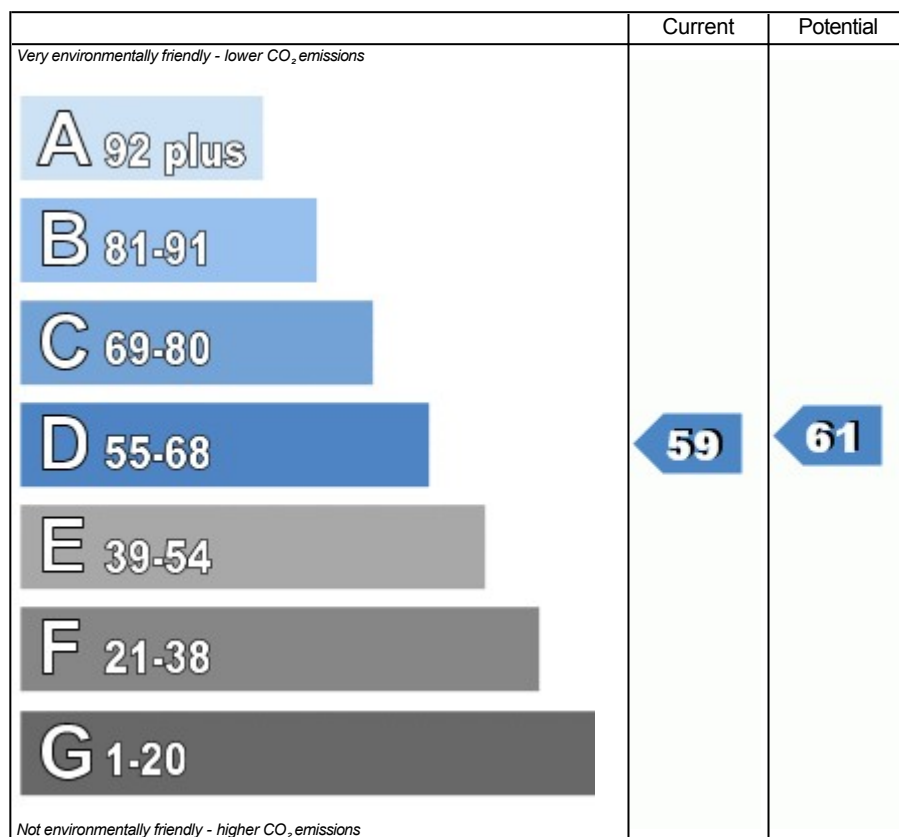 Current Potential
Very environmentally friendly - lower CO₂ emissions
A 92 plus
B 81-91
C 69-80
D 55-68 59 61
E 39-54
F 21-38
G 1-20
Not environmentally friendly - higher CO₂ emissions